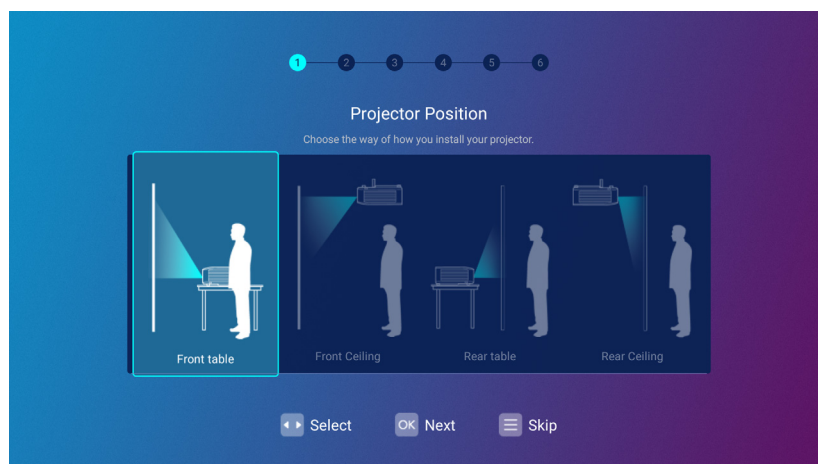 1 2 3 4 5 6
Projector Position
Choose the way of how you install your projector.
Front table Front Ceiling Rear table Rear Ceiling
Select OK Next Skip